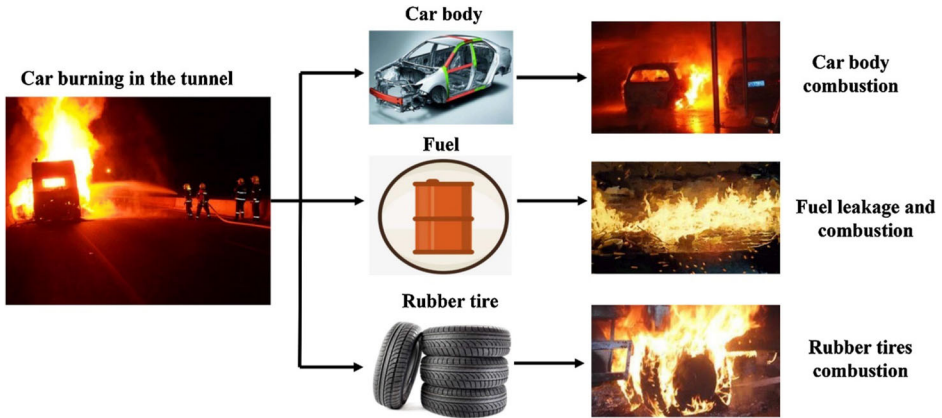 Car burning in the tunnel
Car body
Fuel
Rubber tire
Car body
combustion
Fuel leakage and
combustion
Rubber tires
combustion